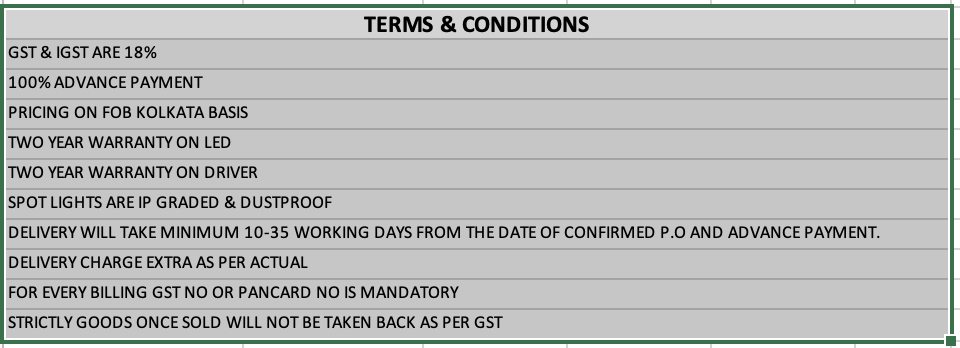 TERMS & CONDITIONS
GST & IGST ARE 18%
100% ADVANCE PAYMENT
PRICING ON FOB KOLKATA BASIS
TWO YEAR WARRANTY ON LED
TWO YEAR WARRANTY ON DRIVER
SPOT LIGHTS ARE IP GRADED & DUSTPROOF
DELIVERY WILL TAKE MINIMUM 10-35 WORKING DAYS FROM THE DATE OF CONFIRMED P.O AND ADVANCE PAYMENT.
DELIVERY CHARGE EXTRA AS PER ACTUAL
FOR EVERY BILLING GST NO OR PANCARD NO IS MANDATORY
STRICTLY GOODS ONCE SOLD WILL NOT BE TAKEN BACK AS PER GST